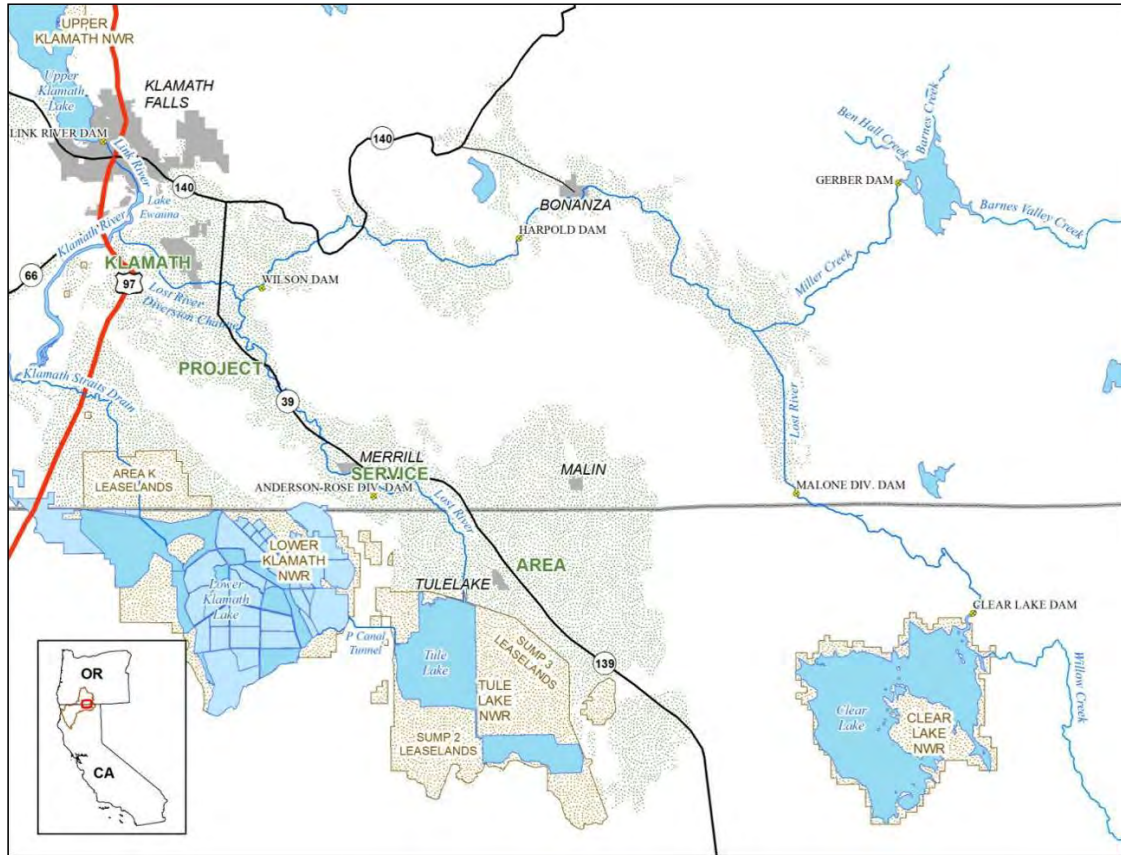 UPPER
KLAMATH NWR
Upper
Klamath
Lake
KLAMATH
FALLS
LINK RIVER DAM
Link River
140
140
Lake
Ewauna
Klamath River
66
KLAMATH
97
Lost River
Diversion Channel
WILSON DAM
HARPOLD DAM
BONANZA
Ben Hall Creek
Barnes Creek
GERBER DAM
Barnes Valley Creek
Miller Creek
Klamath Straits Drain
PROJECT
39
Lost River
MERRILL
SERVICE
ANDERSON-ROSE DIV. DAM
MALIN
MALONE DIV. DAM
AREA K
LEASELANDS
Lost River
LOWER
KLAMATH
NWR
Lower
Klamath
Lake
AREA
TULELAKE
P Canal
Tunnel
Tule
Lake
SUMP 3
LEASELANDS
TULE
LAKE
NWR
SUMP 2
LEASELANDS
139
CLEAR LAKE DAM
Willow Creek
Clear
Lake
CLEAR
LAKE
NWR
OR
CA